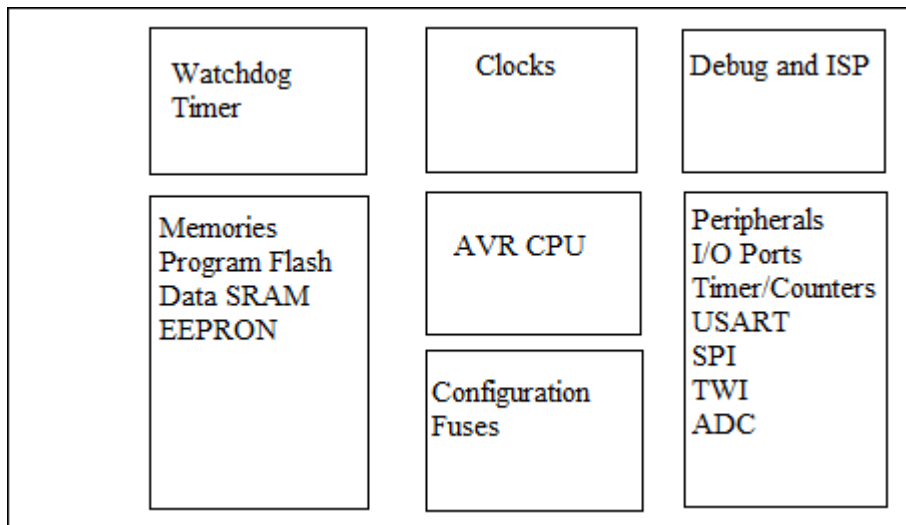 Watchdog
Timer
Clocks
Debug and ISP
Memories
Program Flash
Data SRAM
EEPRON
AVR CPU
Configuration
Fuses
Peripherals
I/O Ports
Timer/Counters
USART
SPI
TWI
ADC